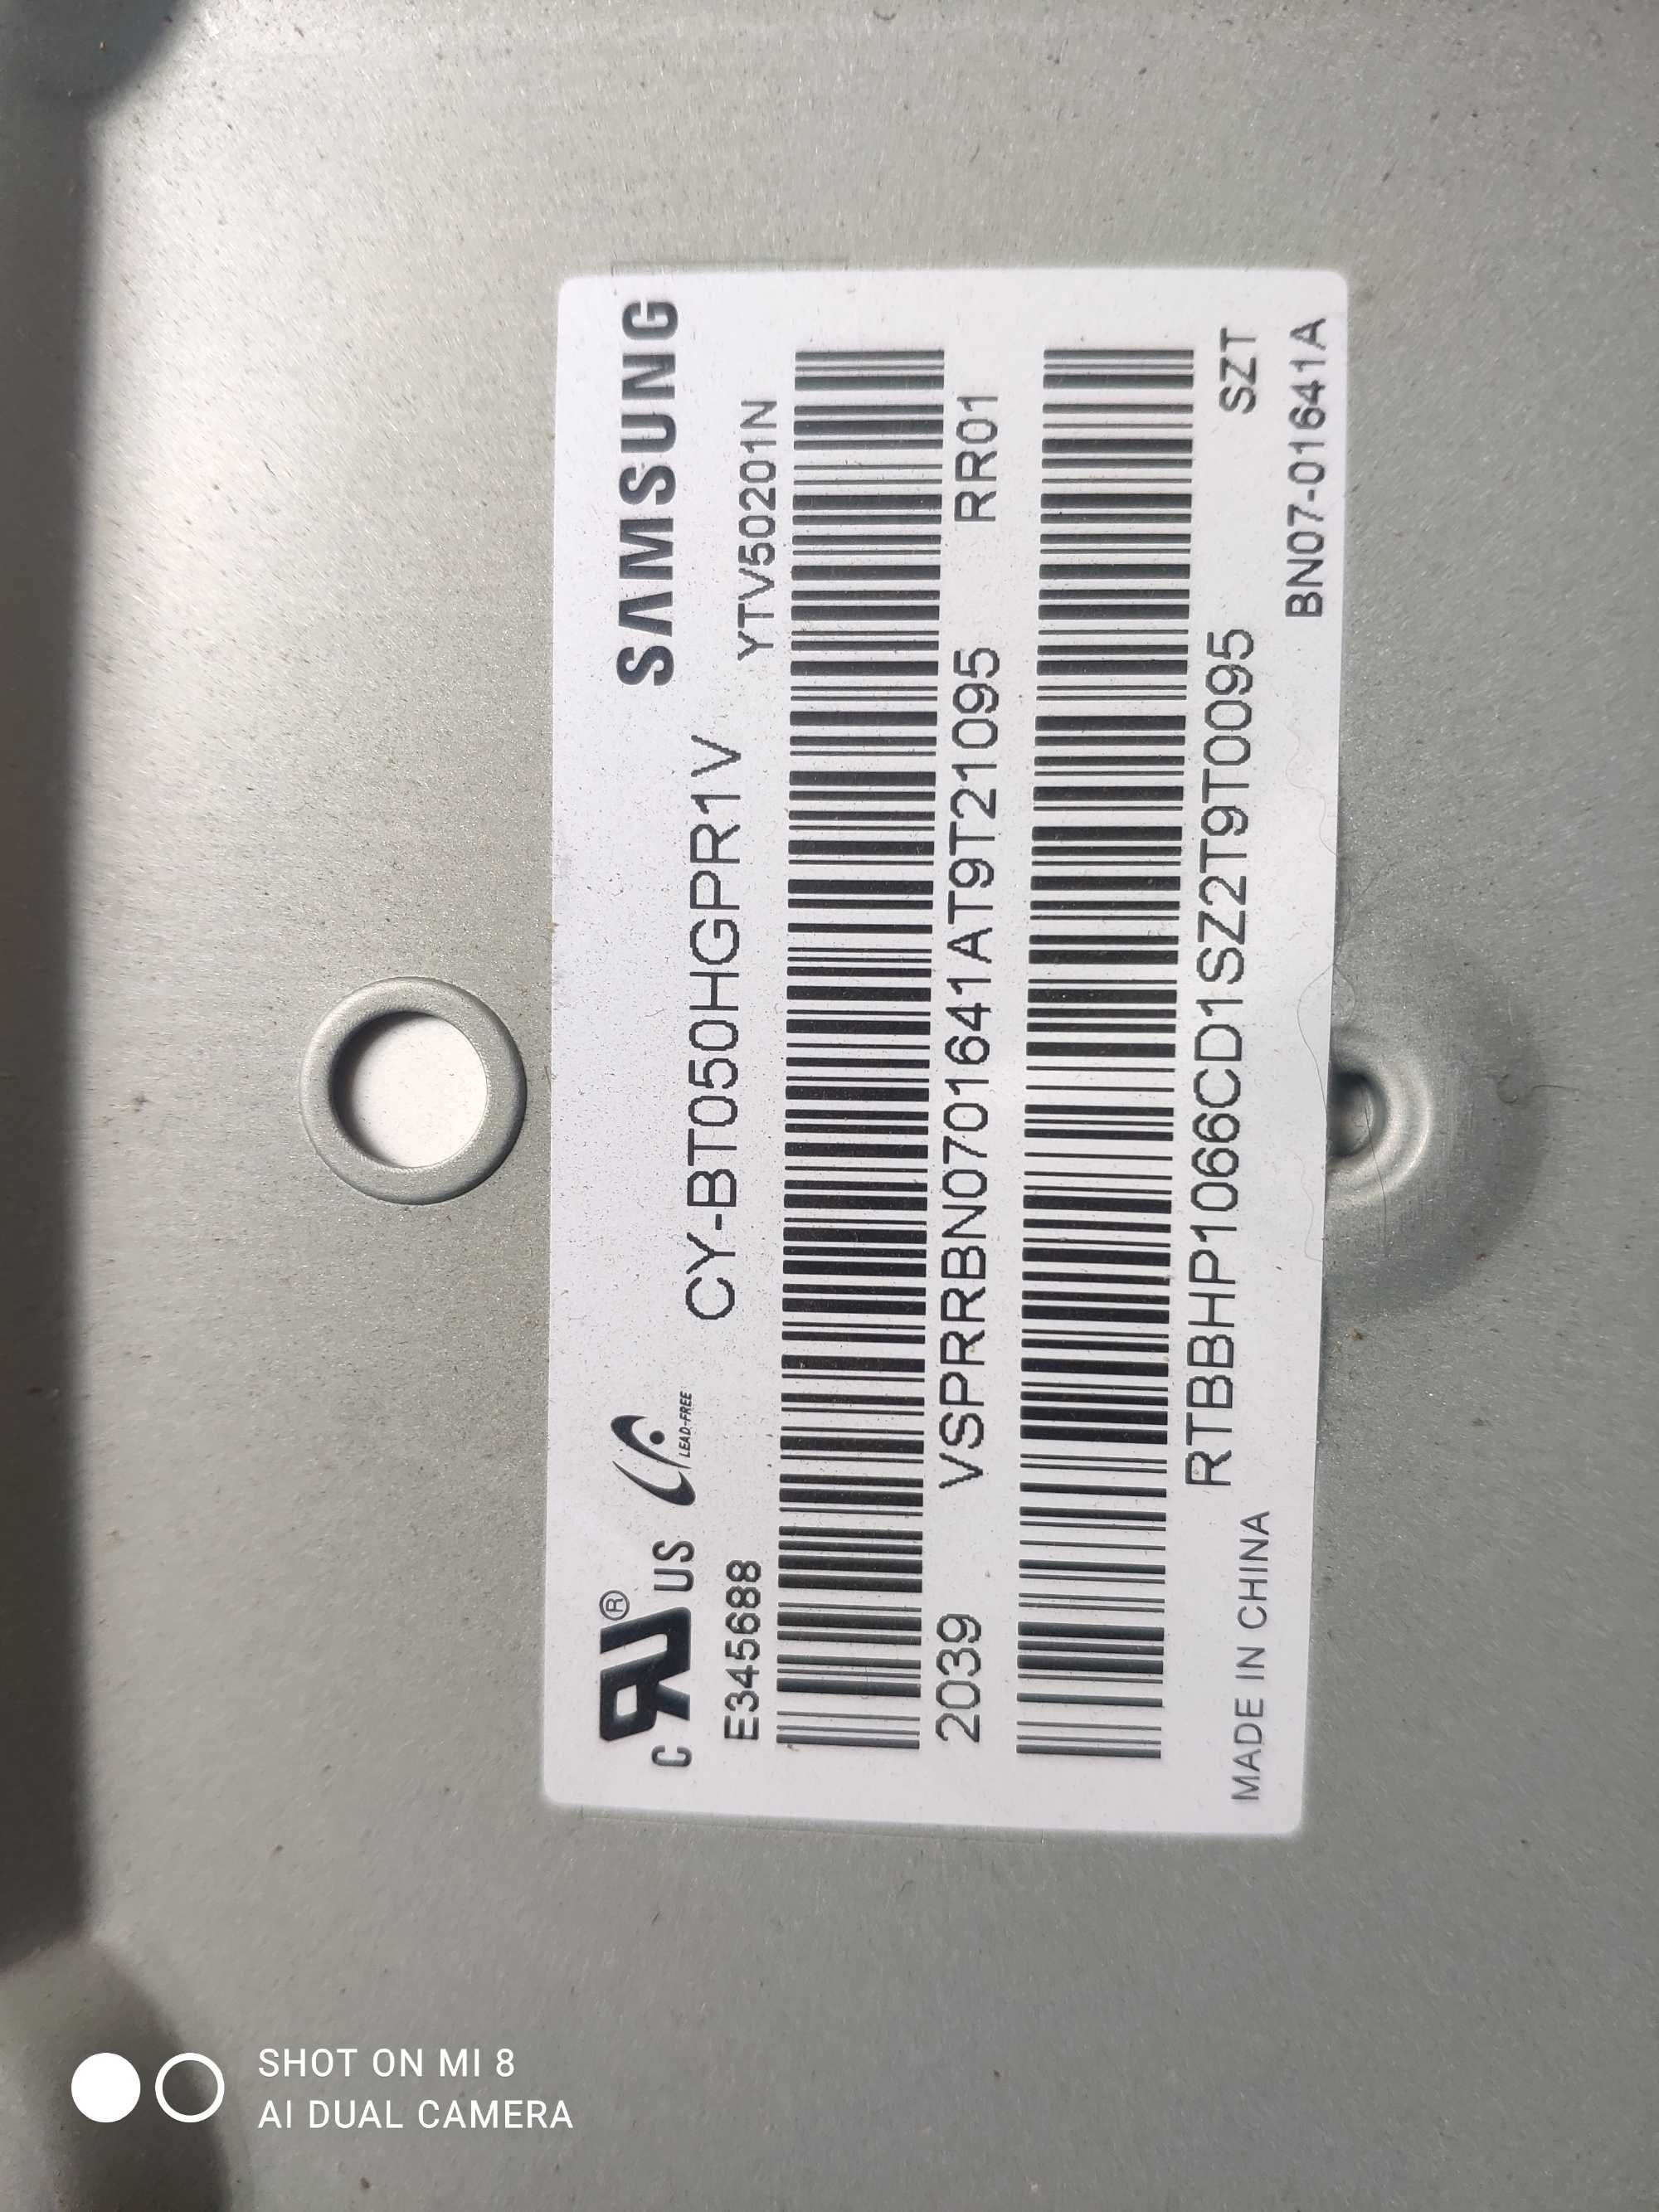 c RU® US LEAD-FREE SAMSUNG
CY-BT050HGPR1V
E345688 YTV50201N
2039 VSPRRBN0701641AT9T21095 RR01
RTBBHP1066CD1SZ2T9T0095 SZT
MADE IN CHINA BN07-01641A
SHOT ON MI 8
AI DUAL CAMERA